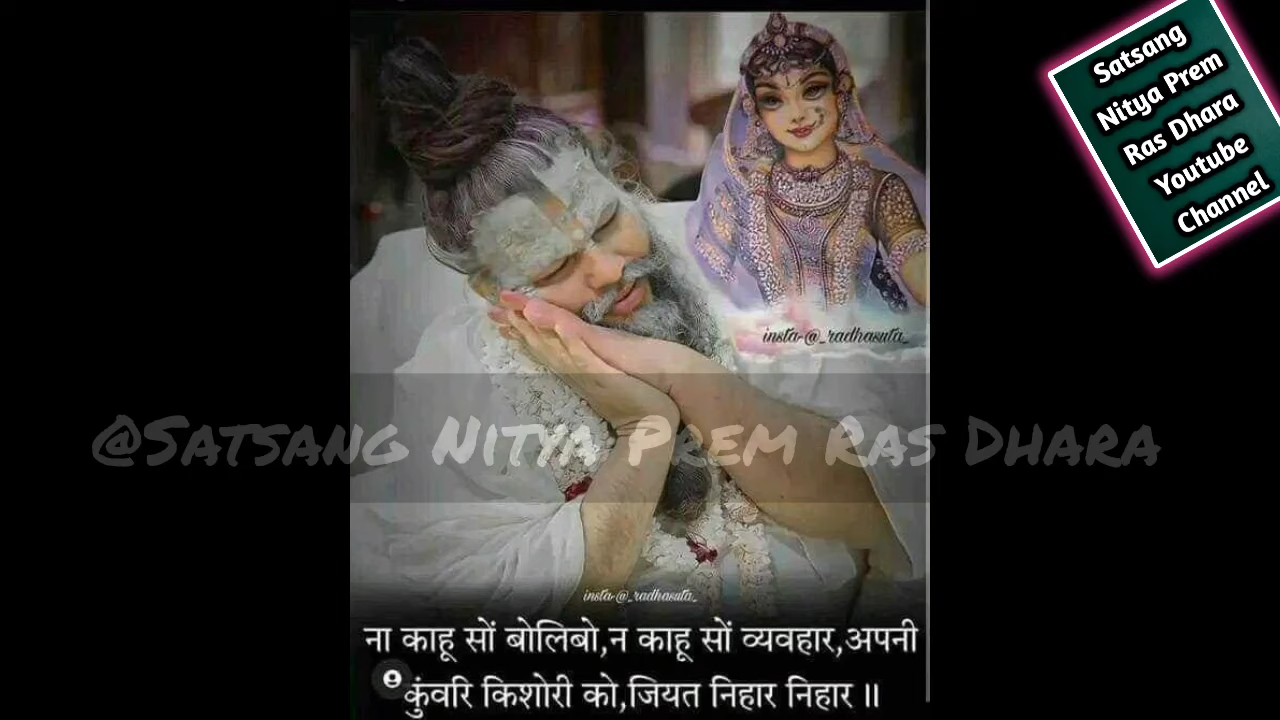 Satsang
Nitya Prem
Ras Dhara
Youtube
Channel
insta-@_radhasuta_
@Satsang Nitya Prem Ras Dhara
insta-@_radhasuta_
ना काहू सों बोलिबो,न काहू सों व्यवहार,अपनी
कुंवरि किशोरी को,जियत निहार निहार ॥